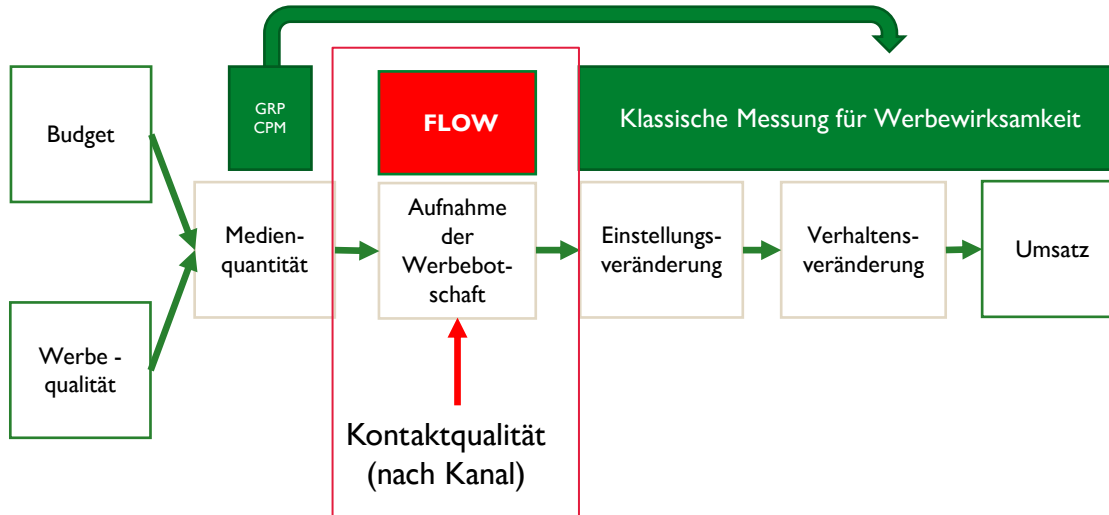 Budget
GRP
CPM
FLOW
Klassische Messung für Werbewirksamkeit
Medien-
quantität
Aufnahme
der
Werbebot-
schaft
Einstellungs-
veränderung
Verhaltens-
veränderung
Umsatz
Werbe -
qualität
Kontaktqualität
(nach Kanal)